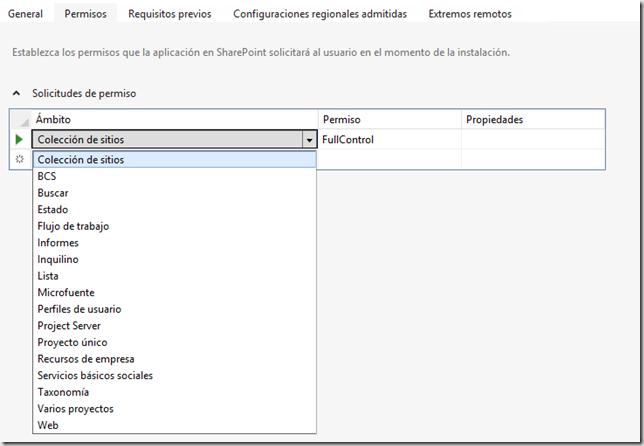 General Permisos Requisitos previos Configuraciones regionales admitidas Extremos remotos
Establezca los permisos que la aplicación en SharePoint solicitará al usuario en el momento de la instalación.
Solicitudes de permiso
Ámbito Permiso Propiedades
Colección de sitios FullControl
Colección de sitios
BCS
Buscar
Estado
Flujo de trabajo
Informes
Inquilino
Lista
Microfuente
Perfiles de usuario
Project Server
Proyecto único
Recursos de empresa
Servicios básicos sociales
Taxonomía
Varios proyectos
Web